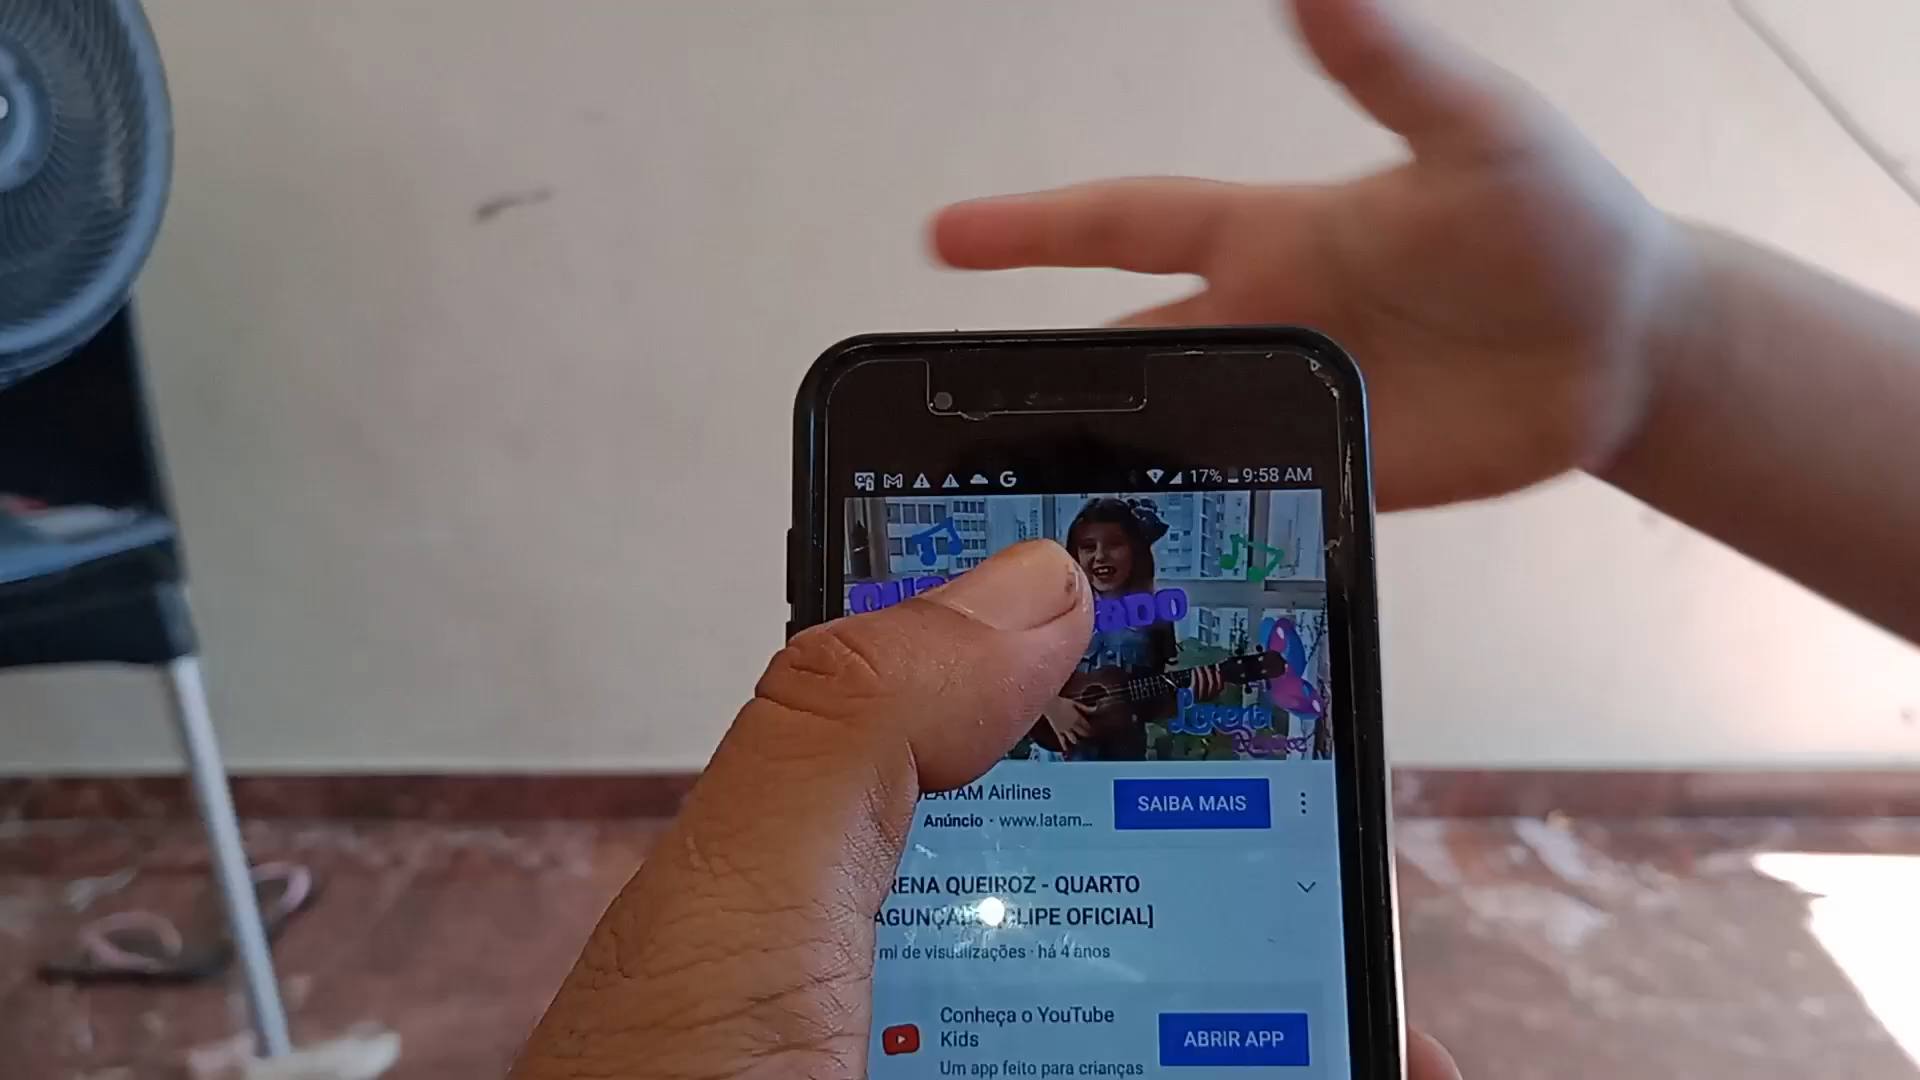 17% 9:58 AM
Lorena
LATAM Airlines
SAIBA MAIS
Anúncio · www.latam...
RENA QUEIROZ - QUARTO
CLIPE OFICIAL]
mi de visualizações · há 4 anos
Conheça o YouTube
Kids
ABRIR APP
Um app feito para crianças